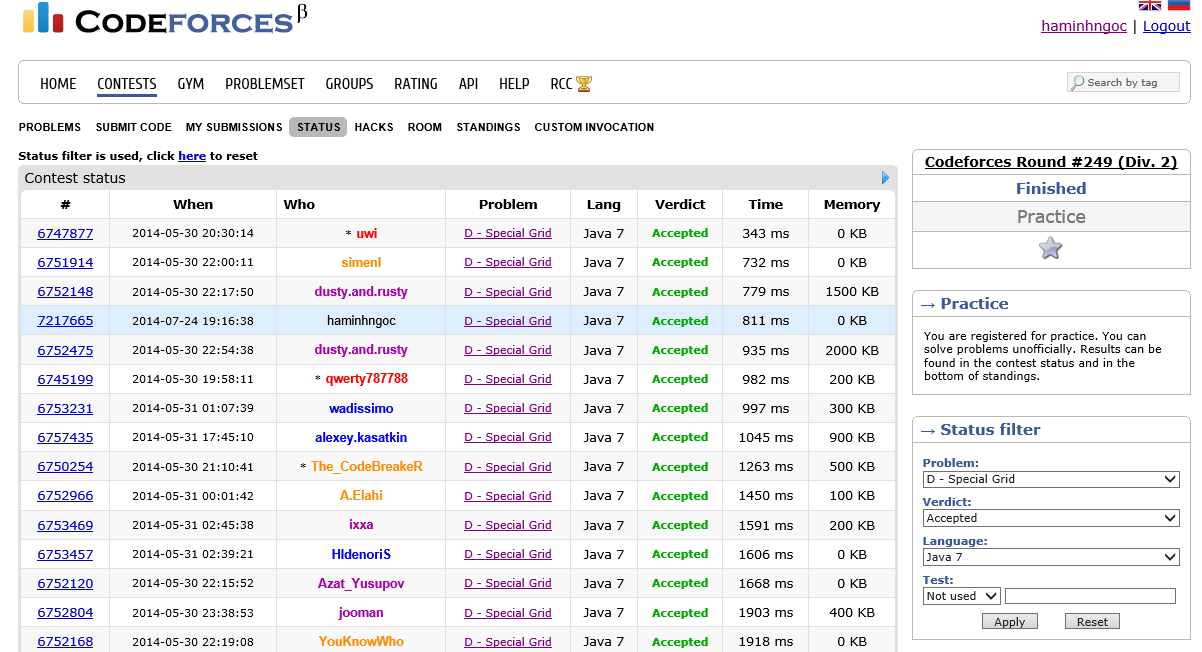 CODEFORCES β
haminhngoc | Logout
HOME CONTESTS GYM PROBLEMSET GROUPS RATING API HELP RCC
Search by tag
PROBLEMS SUBMIT CODE MY SUBMISSIONS STATUS HACKS ROOM STANDINGS CUSTOM INVOCATION
Status filter is used, click here to reset
Contest status
# When Who Problem Lang Verdict Time Memory
6747877 2014-05-30 20:30:14 * uwi D - Special Grid Java 7 Accepted 343 ms 0 KB
6751914 2014-05-30 22:00:11 simenl D - Special Grid Java 7 Accepted 732 ms 0 KB
6752148 2014-05-30 22:17:50 dusty.and.rusty D - Special Grid Java 7 Accepted 779 ms 1500 KB
7217665 2014-07-24 19:16:38 haminhngoc D - Special Grid Java 7 Accepted 811 ms 0 KB
6752475 2014-05-30 22:54:38 dusty.and.rusty D - Special Grid Java 7 Accepted 935 ms 2000 KB
6745199 2014-05-30 19:58:11 * qwerty787788 D - Special Grid Java 7 Accepted 982 ms 200 KB
6753231 2014-05-31 01:07:39 wadissimo D - Special Grid Java 7 Accepted 997 ms 300 KB
6757435 2014-05-31 17:45:10 alexey.kasatkin D - Special Grid Java 7 Accepted 1045 ms 900 KB
6750254 2014-05-30 21:10:41 * The_CodeBreakeR D - Special Grid Java 7 Accepted 1263 ms 500 KB
6752966 2014-05-31 00:01:42 A.Elahi D - Special Grid Java 7 Accepted 1450 ms 100 KB
6753469 2014-05-31 02:45:38 ixxa D - Special Grid Java 7 Accepted 1591 ms 200 KB
6753457 2014-05-31 02:39:21 HIdenoriS D - Special Grid Java 7 Accepted 1606 ms 0 KB
6752120 2014-05-30 22:15:52 Azat_Yusupov D - Special Grid Java 7 Accepted 1668 ms 0 KB
6752804 2014-05-30 23:38:53 jooman D - Special Grid Java 7 Accepted 1903 ms 400 KB
6752168 2014-05-30 22:19:08 YouKnowWho D - Special Grid Java 7 Accepted 1918 ms 0 KB
Codeforces Round #249 (Div. 2)
Finished
Practice
→ Practice
You are registered for practice. You can
solve problems unofficially. Results can be
found in the contest status and in the
bottom of standings.
→ Status filter
Problem:
D - Special Grid
Verdict:
Accepted
Language:
Java 7
Test:
Not used
Apply Reset